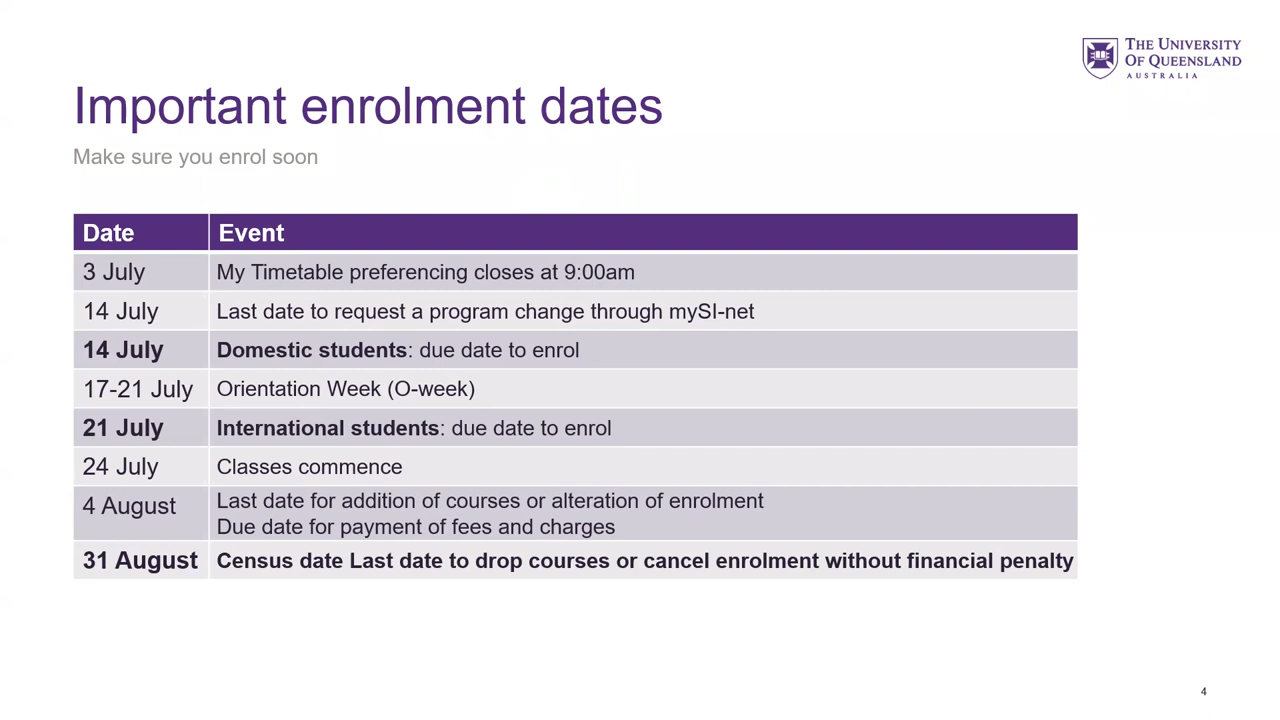 THE UNIVERSITY
OF QUEENSLAND
AUSTRALIA
Important enrolment dates
Make sure you enrol soon
Date Event
3 July My Timetable preferencing closes at 9:00am
14 July Last date to request a program change through mySI-net
14 July Domestic students: due date to enrol
17-21 July Orientation Week (O-week)
21 July International students: due date to enrol
24 July Classes commence
4 August Last date for addition of courses or alteration of enrolment
Due date for payment of fees and charges
31 August Census date Last date to drop courses or cancel enrolment without financial penalty
4